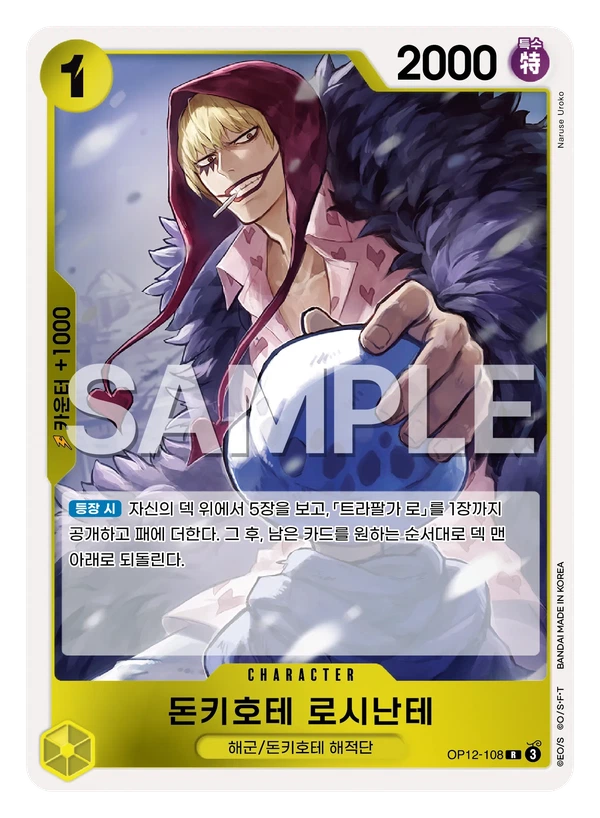 1
2000
특수
特
Naruse Uroko
카운터 +1000
SAMPLE
등장 시 자신의 덱 위에서 5장을 보고, 「트라팔가 로」를 1장까지
공개하고 패에 더한다. 그 후, 남은 카드를 원하는 순서대로 덱 맨
아래로 되돌린다.
CHARACTER
돈키호테 로시난테
해군/돈키호테 해적단
OP12-108 R 3
©EO/S ©O/S·F·T BANDAI MADE IN KOREA